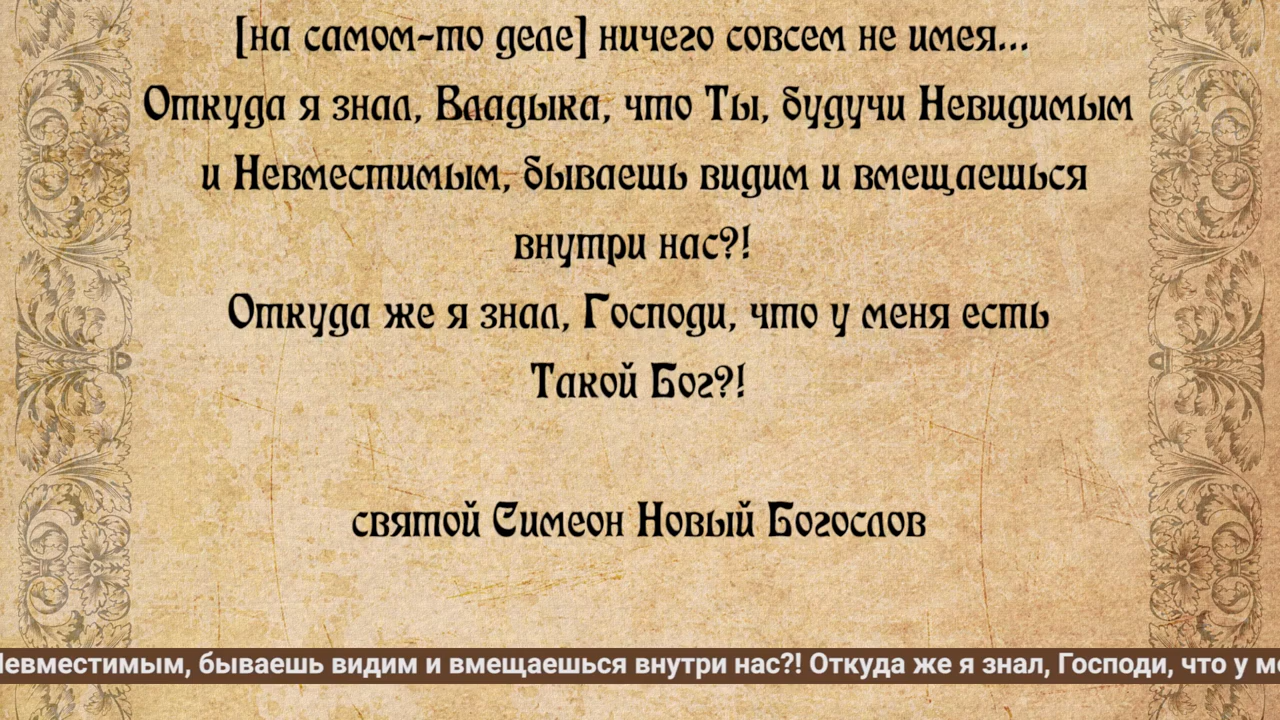 [на самом-то деле] ничего совсем не имея...
Откуда я знал, Владыка, что Ты, будучи Невидимым
и Невместимым, бываешь видим и вмещаешься
внутри нас?!
Откуда же я знал, Господи, что у меня есть
Такой Бог?!
святой Симеон Новый Богослов
Невместимым, бываешь видим и вмещаешься внутри нас?! Откуда же я знал, Господи, что у ме